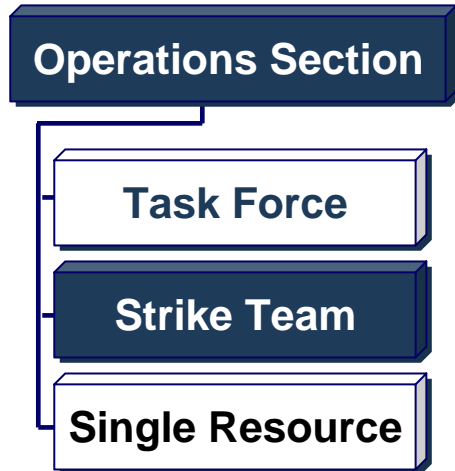 Operations Section
Task Force
Strike Team
Single Resource